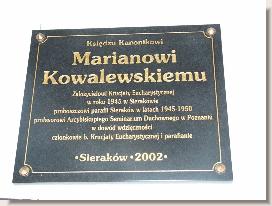 Księdzu Kanonikowi
Marianowi
Kowalewskiemu
Założycielowi Krucjaty Eucharystycznej
w roku 1945 w Sierakowie
proboszczowi parafii Sieraków w latach 1945-1950
profesorowi Arcybiskupiego Seminarium Duchownego w Poznaniu
w dowód wdzięczności
członkowie b. Krucjaty Eucharystycznej i parafianie
•Sieraków •2002•